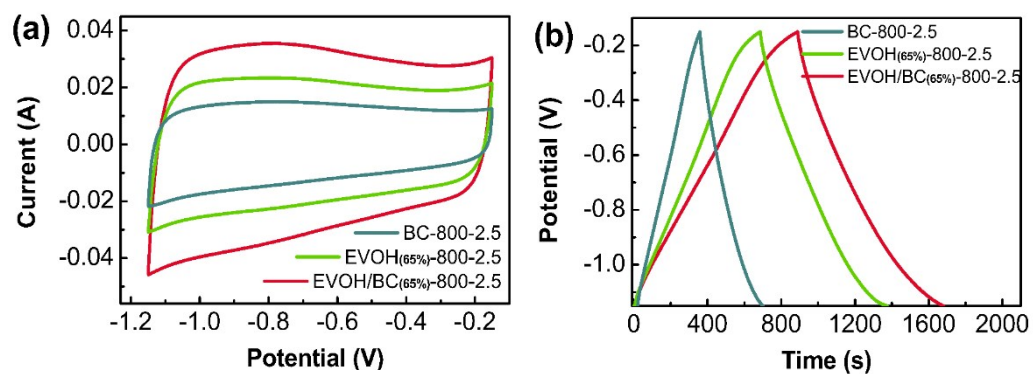 (a)
0.04
0.02
0.00
-0.02
-0.04
Current (A)
BC-800-2.5
EVOH(65%)-800-2.5
EVOH/BC(65%)-800-2.5
-1.2 -1.0 -0.8 -0.6 -0.4 -0.2
Potential (V)
(b)
-0.2
-0.4
-0.6
-0.8
-1.0
Potential (V)
BC-800-2.5
EVOH(65%)-800-2.5
EVOH/BC(65%)-800-2.5
0 400 800 1200 1600 2000
Time (s)